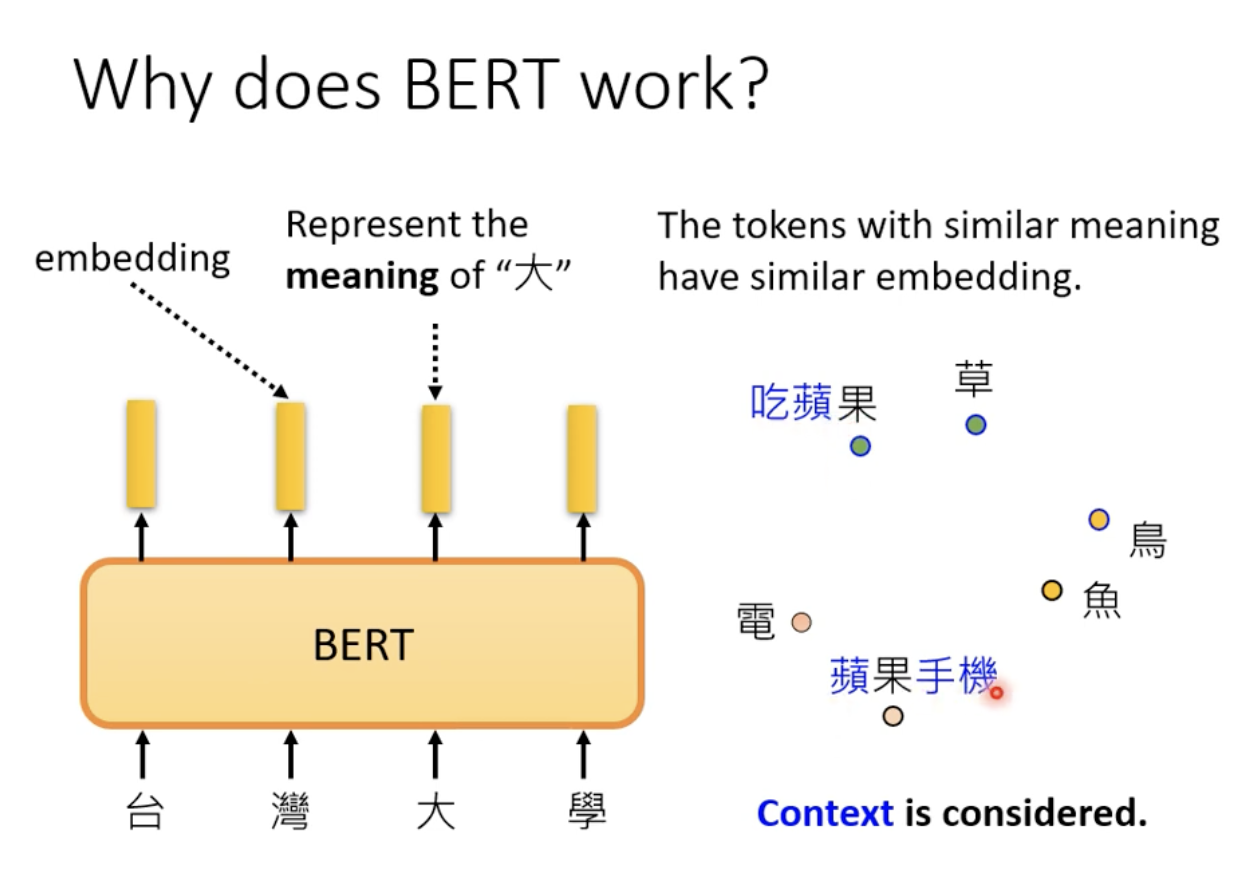 Why does BERT work?
embedding
Represent the
meaning of “大”
The tokens with similar meaning
have similar embedding.
吃蘋果
草
鳥
魚
電
蘋果手機
BERT
台 灣 大 學
Context is considered.